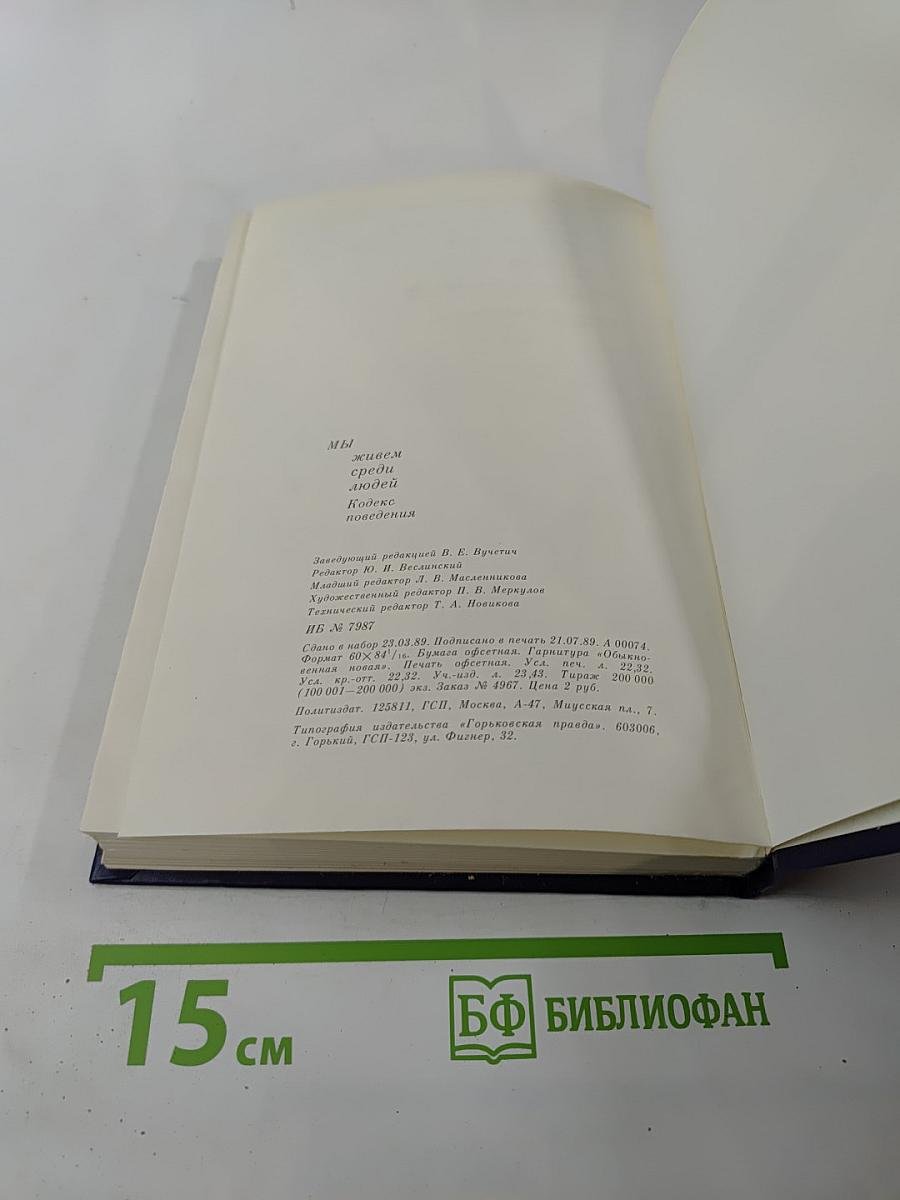 МЫ
живем
среди
людей
Кодекс
поведения
Заведующий редакцией В. Е. Вучетич
Редактор Ю. И. Веслинский
Младший редактор Л. В. Масленникова
Художественный редактор П. В. Меркулов
Технический редактор Т. А. Новикова
ИБ № 7987
Сдано в набор 23.03.89. Подписано в печать 21.07.89. А 00074.
Формат 60×84¹/₁₆. Бумага офсетная. Гарнитура «Обыкно-
венная новая». Печать офсетная. Усл. печ. л. 22,32.
Усл. кр.-отт. 22,32. Уч.-изд. л. 23,43. Тираж 200 000
(100 001—200 000) экз. Заказ № 4967. Цена 2 руб.
Политиздат. 125811, ГСП, Москва, А-47, Миусская пл., 7.
Типография издательства «Горьковская правда». 603006,
г. Горький, ГСП-123, ул. Фигнер, 32.
15 см
БФ БИБЛИОФАН